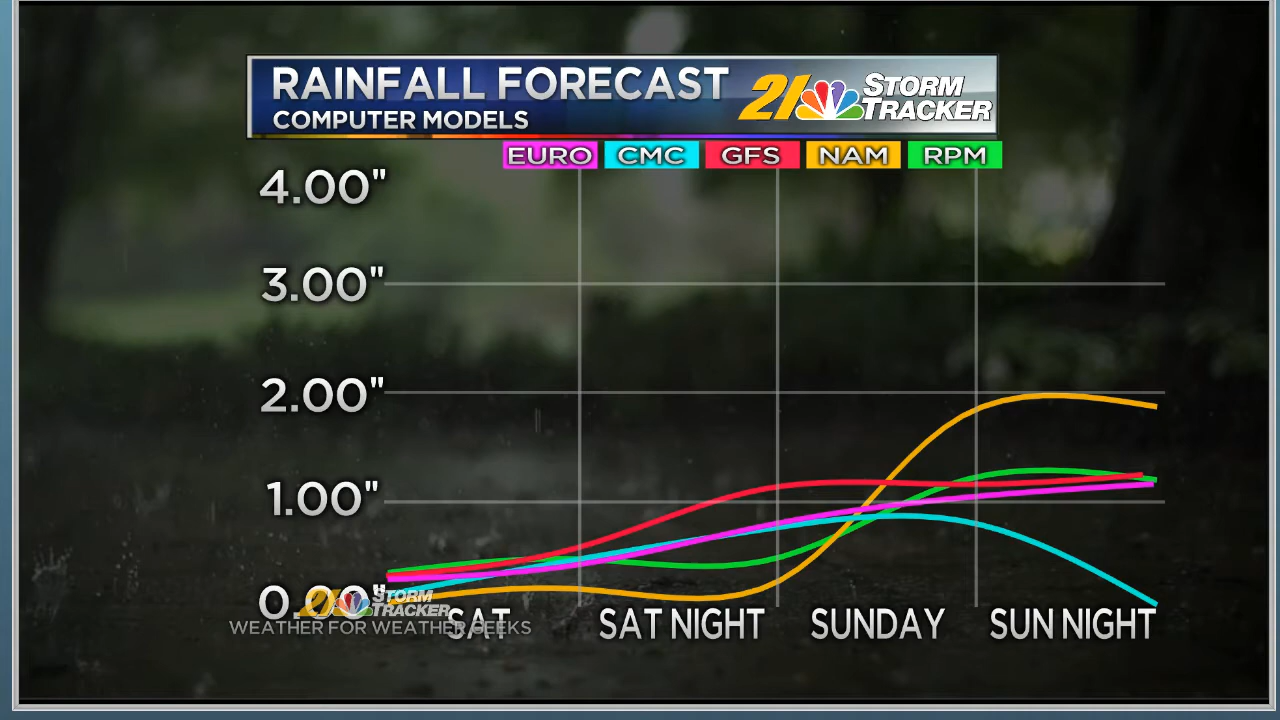 RAINFALL FORECAST
COMPUTER MODELS
21 STORM TRACKER
EURO CMC GFS NAM RPM
4.00"
3.00"
2.00"
1.00"
0.00"
21 STORM TRACKER
WEATHER FOR WEATHER GEEKS
SAT SAT NIGHT SUNDAY SUN NIGHT